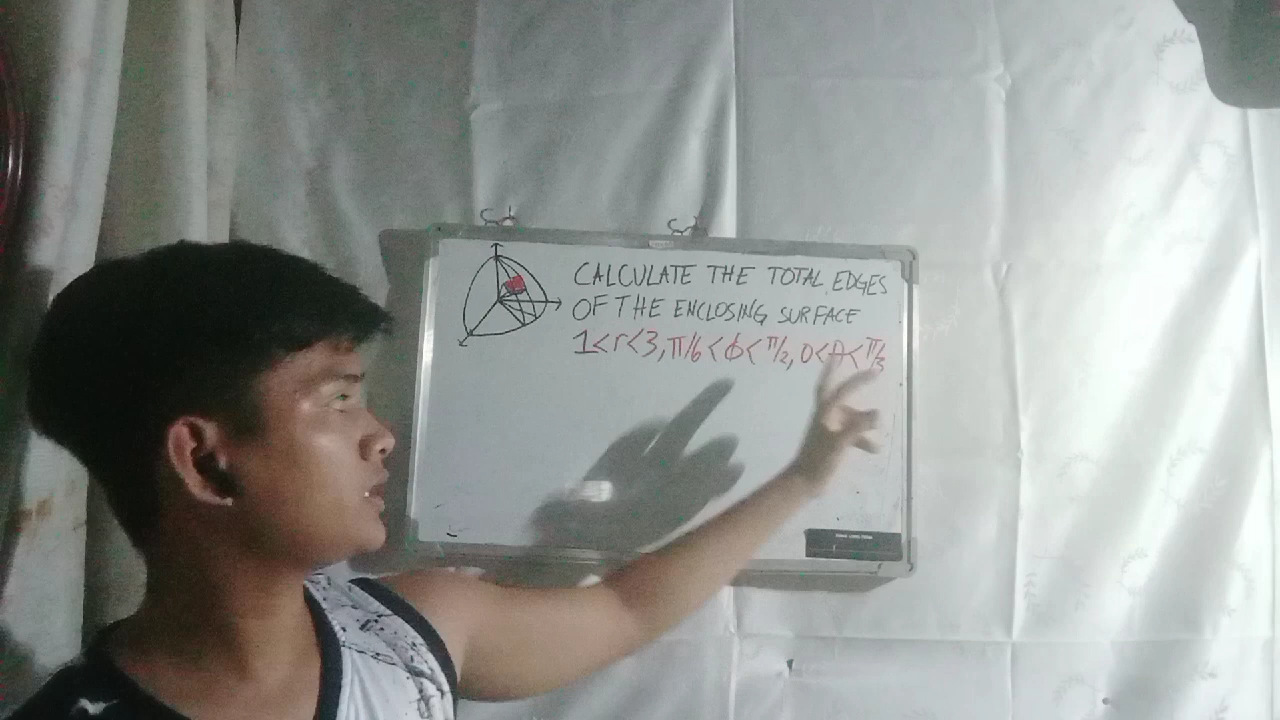 CALCULATE THE TOTAL EDGES
OF THE ENCLOSING SURFACE
1<r<3, π/6<ϕ<π/2, 0<θ<π/3